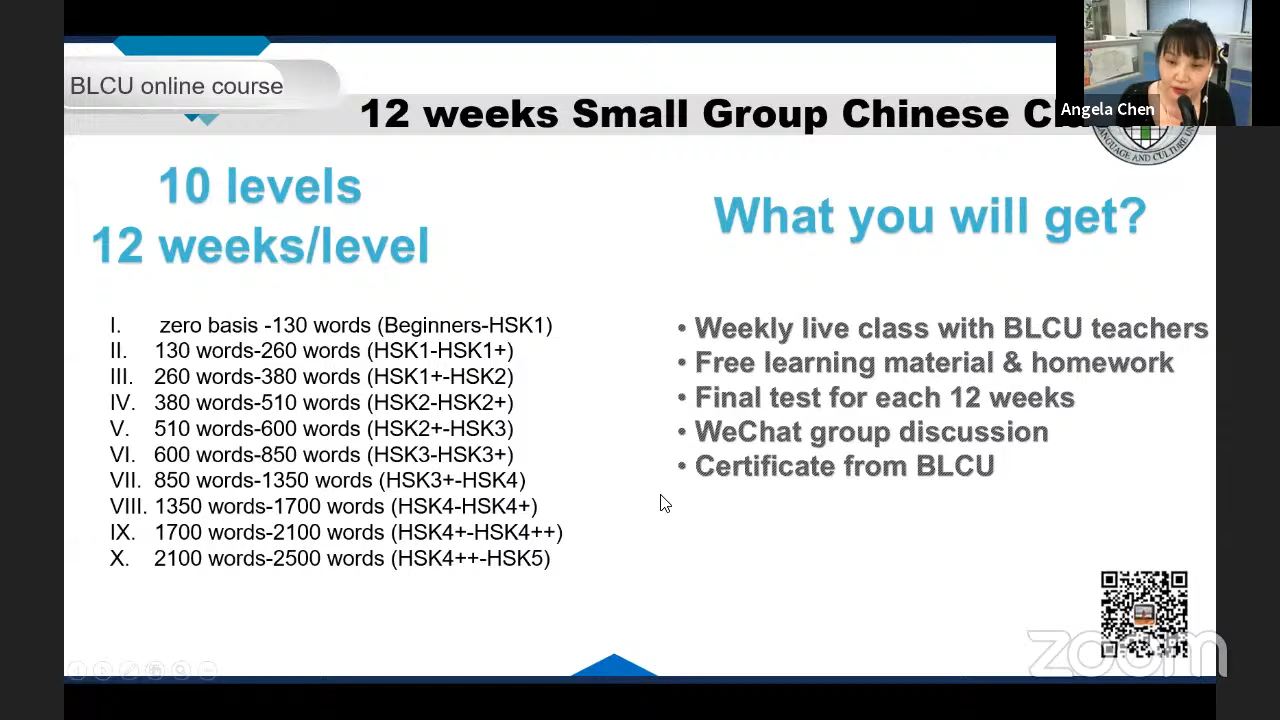 BLCU online course
12 weeks Small Group Chinese
Angela Chen
LANGUAGE AND CULTURE
10 levels
12 weeks/level
What you will get?
I. zero basis -130 words (Beginners-HSK1)
II. 130 words-260 words (HSK1-HSK1+)
III. 260 words-380 words (HSK1+-HSK2)
IV. 380 words-510 words (HSK2-HSK2+)
V. 510 words-600 words (HSK2+-HSK3)
VI. 600 words-850 words (HSK3-HSK3+)
VII. 850 words-1350 words (HSK3+-HSK4)
VIII. 1350 words-1700 words (HSK4-HSK4+)
IX. 1700 words-2100 words (HSK4+-HSK4++)
X. 2100 words-2500 words (HSK4++-HSK5)
• Weekly live class with BLCU teachers
• Free learning material & homework
• Final test for each 12 weeks
• WeChat group discussion
• Certificate from BLCU
zoom